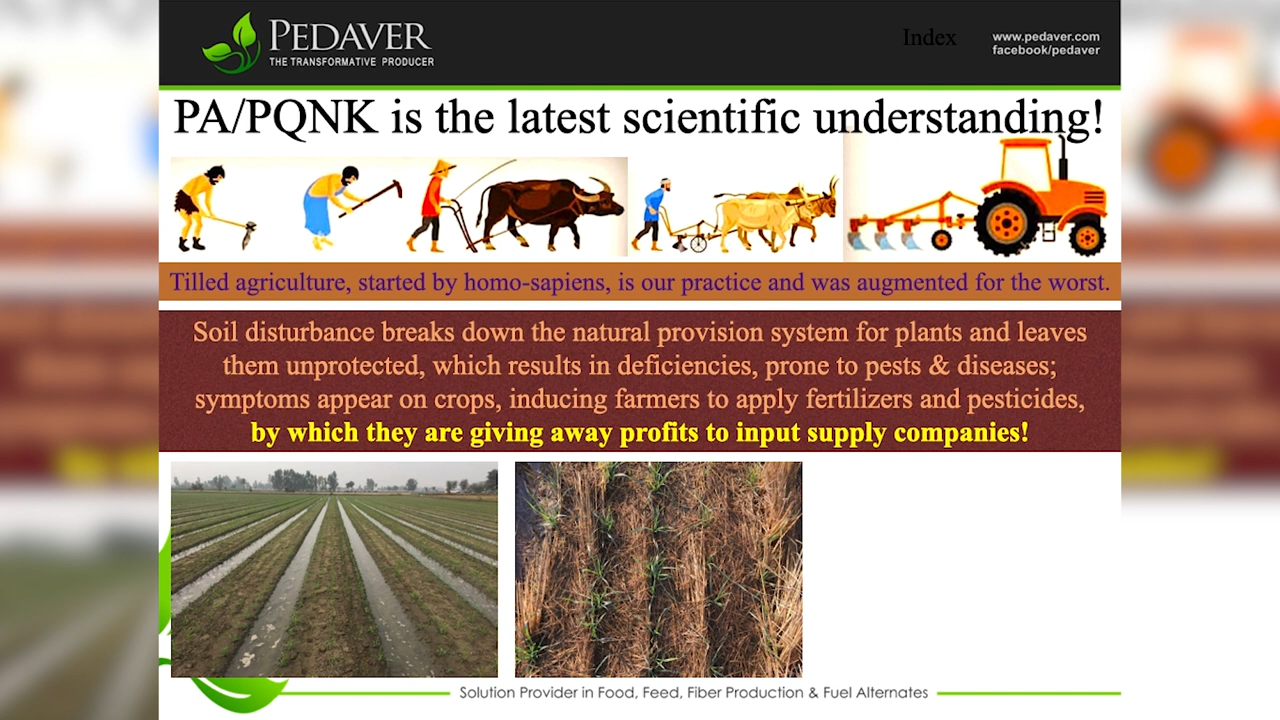 PEDAVER
THE TRANSFORMATIVE PRODUCER
Index
www.pedaver.com
facebook/pedaver
PA/PQNK is the latest scientific understanding!
Tilled agriculture, started by homo-sapiens, is our practice and was augmented for the worst.
Soil disturbance breaks down the natural provision system for plants and leaves
them unprotected, which results in deficiencies, prone to pests & diseases;
symptoms appear on crops, inducing farmers to apply fertilizers and pesticides,
by which they are giving away profits to input supply companies!
Solution Provider in Food, Feed, Fiber Production & Fuel Alternates